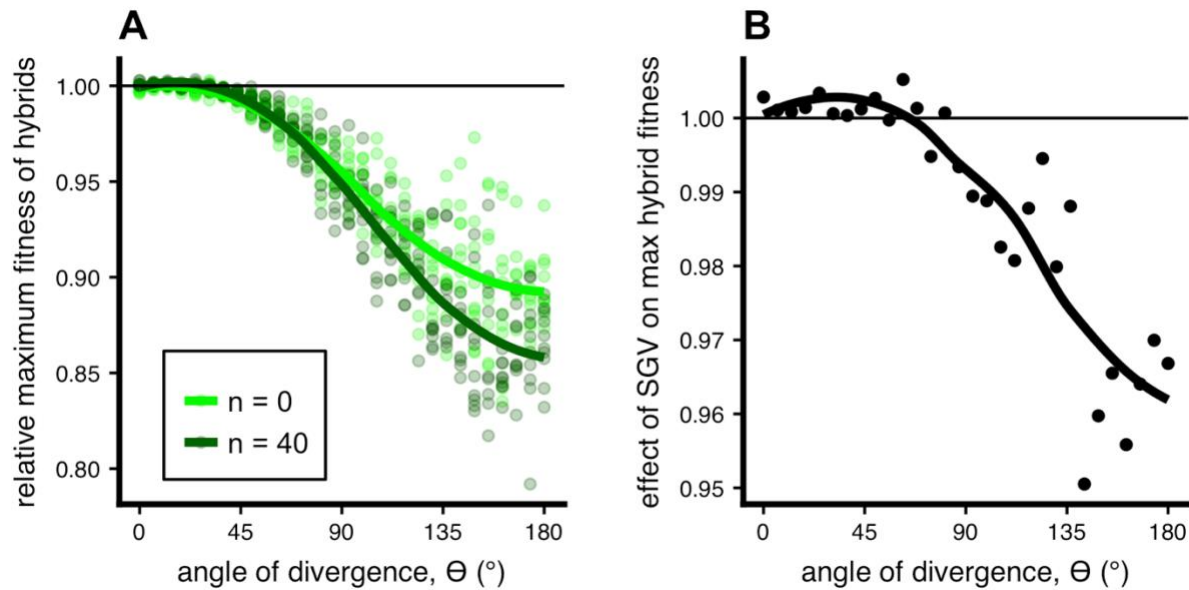 A
relative maximum fitness of hybrids
1.00
0.95
0.90
0.85
0.80
n = 0
n = 40
0
45
90
135
180
angle of divergence, Θ (°)
B
effect of SGV on max hybrid fitness
1.00
0.99
0.98
0.97
0.96
0.95
0
45
90
135
180
angle of divergence, Θ (°)